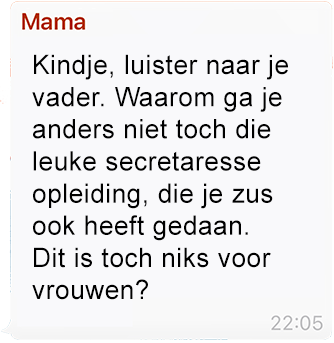 Mama
Kindje, luister naar je
vader. Waarom ga je
anders niet toch die
leuke secretaresse
opleiding, die je zus
ook heeft gedaan.
Dit is toch niks voor
vrouwen?
22:05